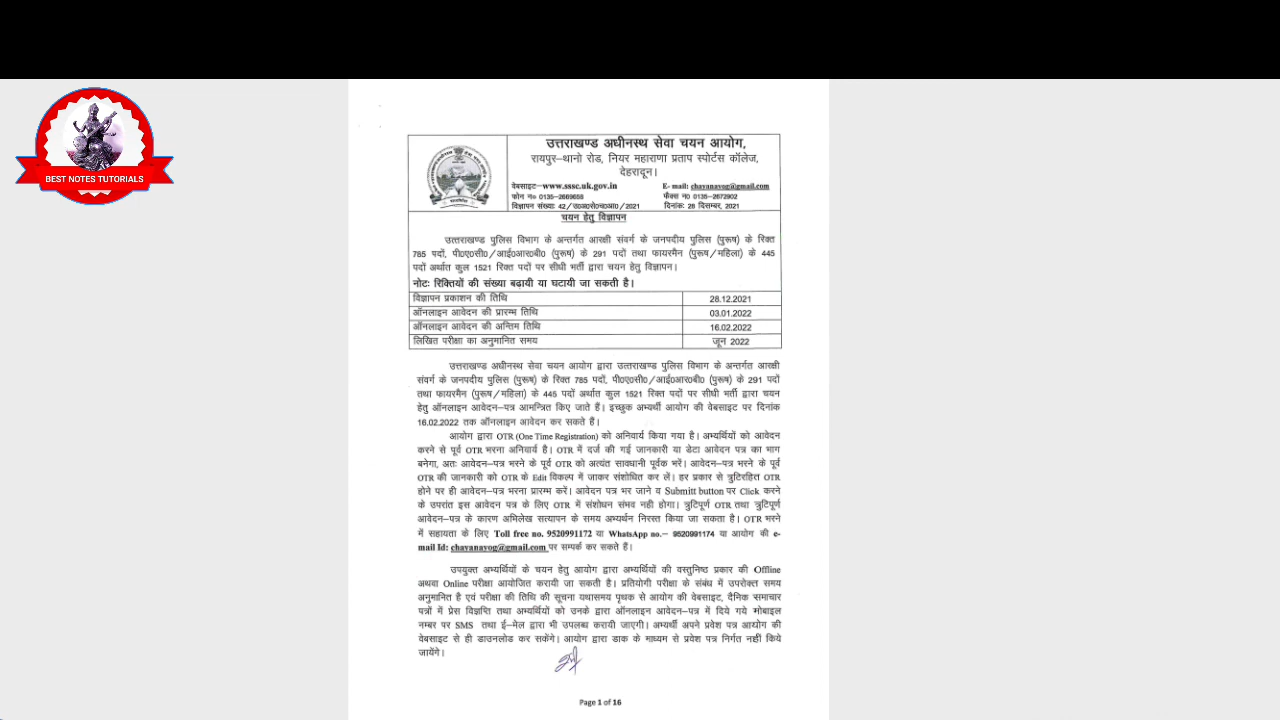 BEST NOTES TUTORIALS
उत्तराखण्ड अधीनस्थ सेवा चयन आयोग,
रायपुर–थानो रोड, नियर महाराणा प्रताप स्पोर्टस कॉलेज,
देहरादून।
वेबसाइट–www.sssc.uk.gov.in E- mail: chayanayog@gmail.com
फोन न० 0135–2669658 फैक्स न0 0135–2672902
विज्ञापन संख्याः 42/उ०अ०से०च०आ०/2021 दिनांकः 28 दिसम्बर, 2021
चयन हेतु विज्ञापन
उत्तराखण्ड पुलिस विभाग के अन्तर्गत आरक्षी संवर्ग के जनपदीय पुलिस (पुरूष) के रिक्त
785 पदों, पी०ए०सी०/आई०आर०बी० (पुरूष) के 291 पदों तथा फायरमैन (पुरूष/महिला) के 445
पदों अर्थात कुल 1521 रिक्त पदों पर सीधी भर्ती द्वारा चयन हेतु विज्ञापन।
नोटः रिक्तियों की संख्या बढ़ायी या घटायी जा सकती है।
विज्ञापन प्रकाशन की तिथि 28.12.2021
ऑनलाइन आवेदन की प्रारम्भ तिथि 03.01.2022
ऑनलाइन आवेदन की अन्तिम तिथि 16.02.2022
लिखित परीक्षा का अनुमानित समय जून 2022
उत्तराखण्ड अधीनस्थ सेवा चयन आयोग द्वारा उत्तराखण्ड पुलिस विभाग के अन्तर्गत आरक्षी
संवर्ग के जनपदीय पुलिस (पुरूष) के रिक्त 785 पदों, पी0ए0सी0/आई0आर0बी0 (पुरूष) के 291 पदों
तथा फायरमैन (पुरूष/महिला) के 445 पदों अर्थात कुल 1521 रिक्त पदों पर सीधी भर्ती द्वारा चयन
हेतु ऑनलाइन आवेदन–पत्र आमन्त्रित किए जाते हैं। इच्छुक अभ्यर्थी आयोग की वेबसाइट पर दिनांक
16.02.2022 तक ऑनलाइन आवेदन कर सकते हैं।
आयोग द्वारा OTR (One Time Registration) को अनिवार्य किया गया है। अभ्यर्थियों को आवेदन
करने से पूर्व OTR भरना अनिवार्य है। OTR में दर्ज की गई जानकारी या डेटा आवेदन पत्र का भाग
बनेगा, अतः आवेदन–पत्र भरने के पूर्व OTR को अत्यंत सावधानी पूर्वक भरें। आवेदन–पत्र भरने के पूर्व
OTR की जानकारी को OTR के Edit विकल्प में जाकर संशोधित कर लें। हर प्रकार से त्रुटिरहित OTR
होने पर ही आवेदन–पत्र भरना प्रारम्भ करें। आवेदन पत्र भर जाने व Submitt button पर Click करने
के उपरांत इस आवेदन पत्र के लिए OTR में संशोधन संभव नही होगा। त्रुटिपूर्ण OTR तथा त्रुटिपूर्ण
आवेदन–पत्र के कारण अभिलेख सत्यापन के समय अभ्यर्थन निरस्त किया जा सकता है। OTR भरने
में सहायता के लिए Toll free no. 9520991172 या WhatsApp no.– 9520991174 या आयोग की e-
mail Id: chayanayog@gmail.com पर सम्पर्क कर सकते हैं।
उपयुक्त अभ्यर्थियों के चयन हेतु आयोग द्वारा अभ्यर्थियों की वस्तुनिष्ठ प्रकार की Offline
अथवा Online परीक्षा आयोजित करायी जा सकती है। प्रतियोगी परीक्षा के संबंध में उपरोक्त समय
अनुमानित है एवं परीक्षा की तिथि की सूचना यथासमय पृथक से आयोग की वेबसाइट, दैनिक समाचार
पत्रों में प्रेस विज्ञप्ति तथा अभ्यर्थियों को उनके द्वारा ऑनलाइन आवेदन–पत्र में दिये गये मोबाइल
नम्बर पर SMS तथा ई–मेल द्वारा भी उपलब्ध करायी जाएगी। अभ्यर्थी अपने प्रवेश पत्र आयोग की
वेबसाइट से ही डाउनलोड कर सकेंगे। आयोग द्वारा डाक के माध्यम से प्रवेश पत्र निर्गत नहीं किये
जायेंगे।
Page 1 of 16